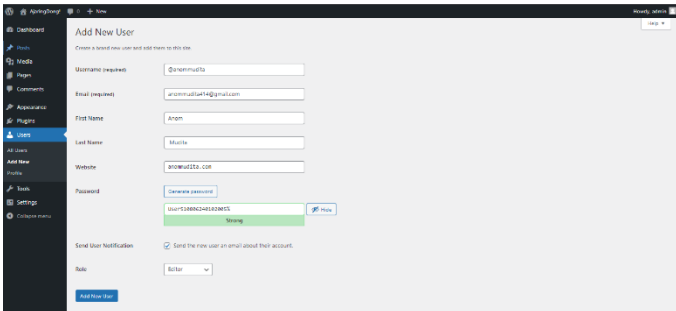 AjringBorgt 0 + New Howdy, admin
Help ▼
Dashboard
Posts
Media
Pages
Comments
Appearance
Plugins
Users
All Users
Add New
Profile
Tools
Settings
Collapse menu
Add New User
Create a brand new user and add them to this site.
Username (required) @anommudita
Email (required) anommudita414@gmail.com
First Name Anom
Last Name Mudita
Website anommudita.com
Password Generate password
Hide
Strong
Send User Notification Send the new user an email about their account.
Role Editor
Add New User